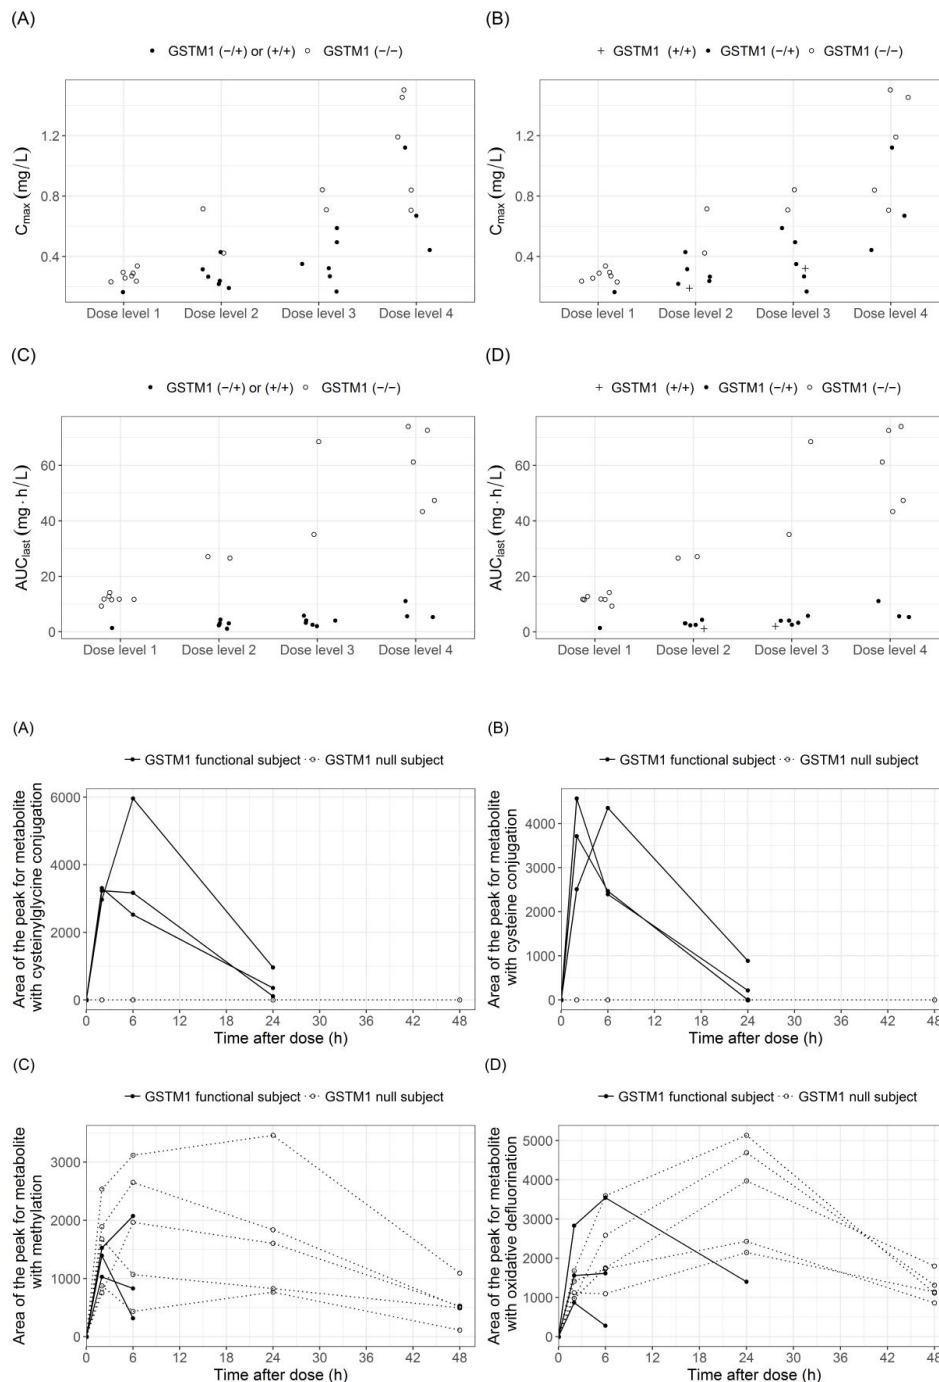 (A)
GSTM1 (−/+) or (+/+) GSTM1 (−/−)
Cmax (mg/L)
1.2
0.8
0.4
Dose level 1 Dose level 2 Dose level 3 Dose level 4
(B)
GSTM1 (+/+) GSTM1 (−/+) GSTM1 (−/−)
Cmax (mg/L)
1.2
0.8
0.4
Dose level 1 Dose level 2 Dose level 3 Dose level 4
(C)
GSTM1 (−/+) or (+/+) GSTM1 (−/−)
AUClast (mg · h/L)
60
40
20
0
Dose level 1 Dose level 2 Dose level 3 Dose level 4
(D)
GSTM1 (+/+) GSTM1 (−/+) GSTM1 (−/−)
AUClast (mg · h/L)
60
40
20
0
Dose level 1 Dose level 2 Dose level 3 Dose level 4
(A)
GSTM1 functional subject GSTM1 null subject
Area of the peak for metabolite
with cysteinylglycine conjugation
6000
4000
2000
0
0 6 12 18 24 30 36 42 48
Time after dose (h)
(B)
GSTM1 functional subject GSTM1 null subject
Area of the peak for metabolite
with cysteine conjugation
4000
3000
2000
1000
0
0 6 12 18 24 30 36 42 48
Time after dose (h)
(C)
GSTM1 functional subject GSTM1 null subject
Area of the peak for metabolite
with methylation
3000
2000
1000
0
0 6 12 18 24 30 36 42 48
Time after dose (h)
(D)
GSTM1 functional subject GSTM1 null subject
Area of the peak for metabolite
with oxidative defluorination
5000
4000
3000
2000
1000
0
0 6 12 18 24 30 36 42 48
Time after dose (h)